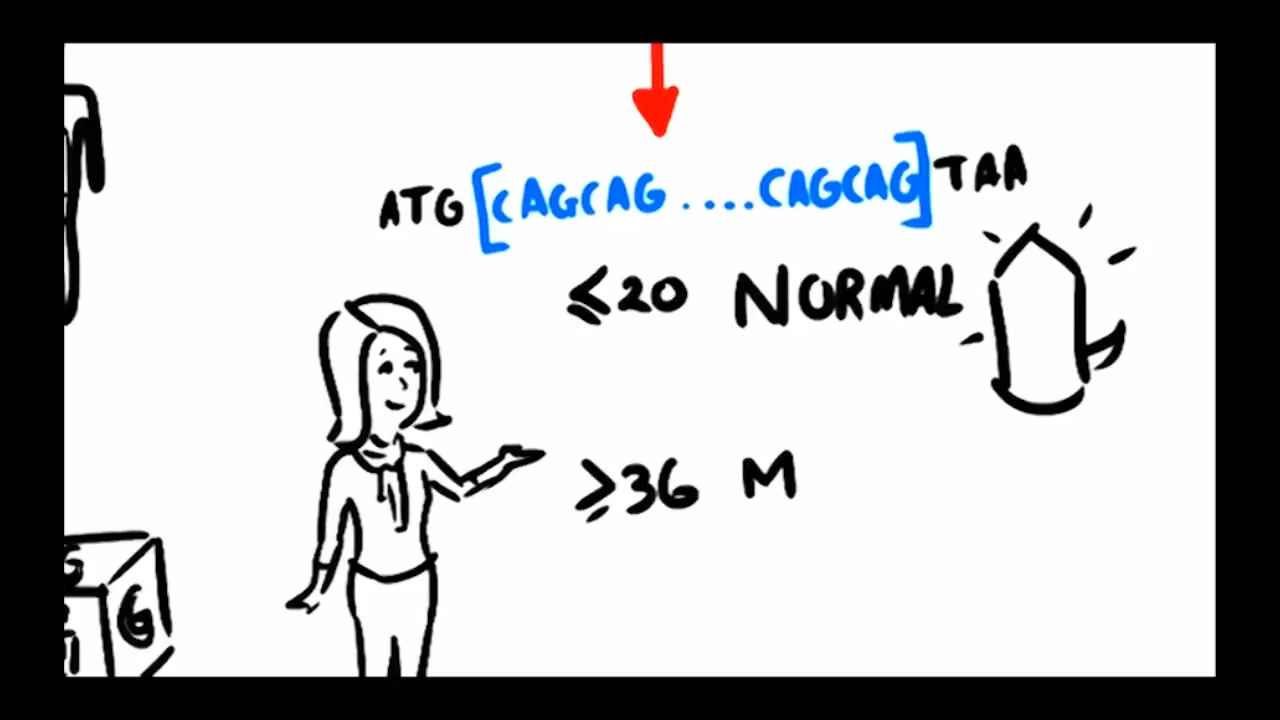 ATG [CAGCAG.....CAGCAG] TAA
≤20 NORMAL
≥36 M
G
G